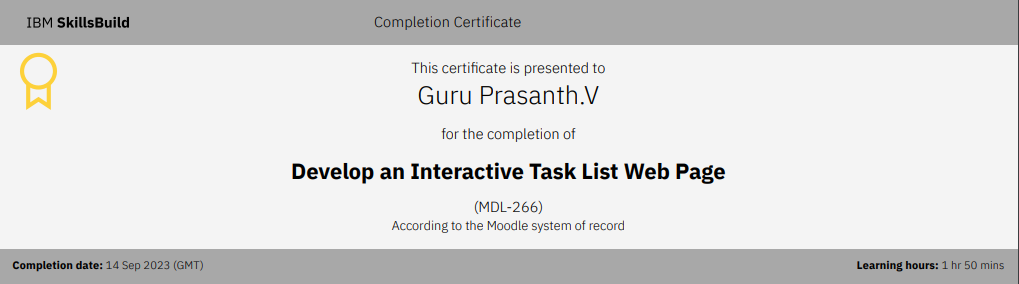 IBM SkillsBuild
Completion Certificate
This certificate is presented to
Guru Prasanth.V
for the completion of
Develop an Interactive Task List Web Page
(MDL-266)
According to the Moodle system of record
Completion date: 14 Sep 2023 (GMT)
Learning hours: 1 hr 50 mins